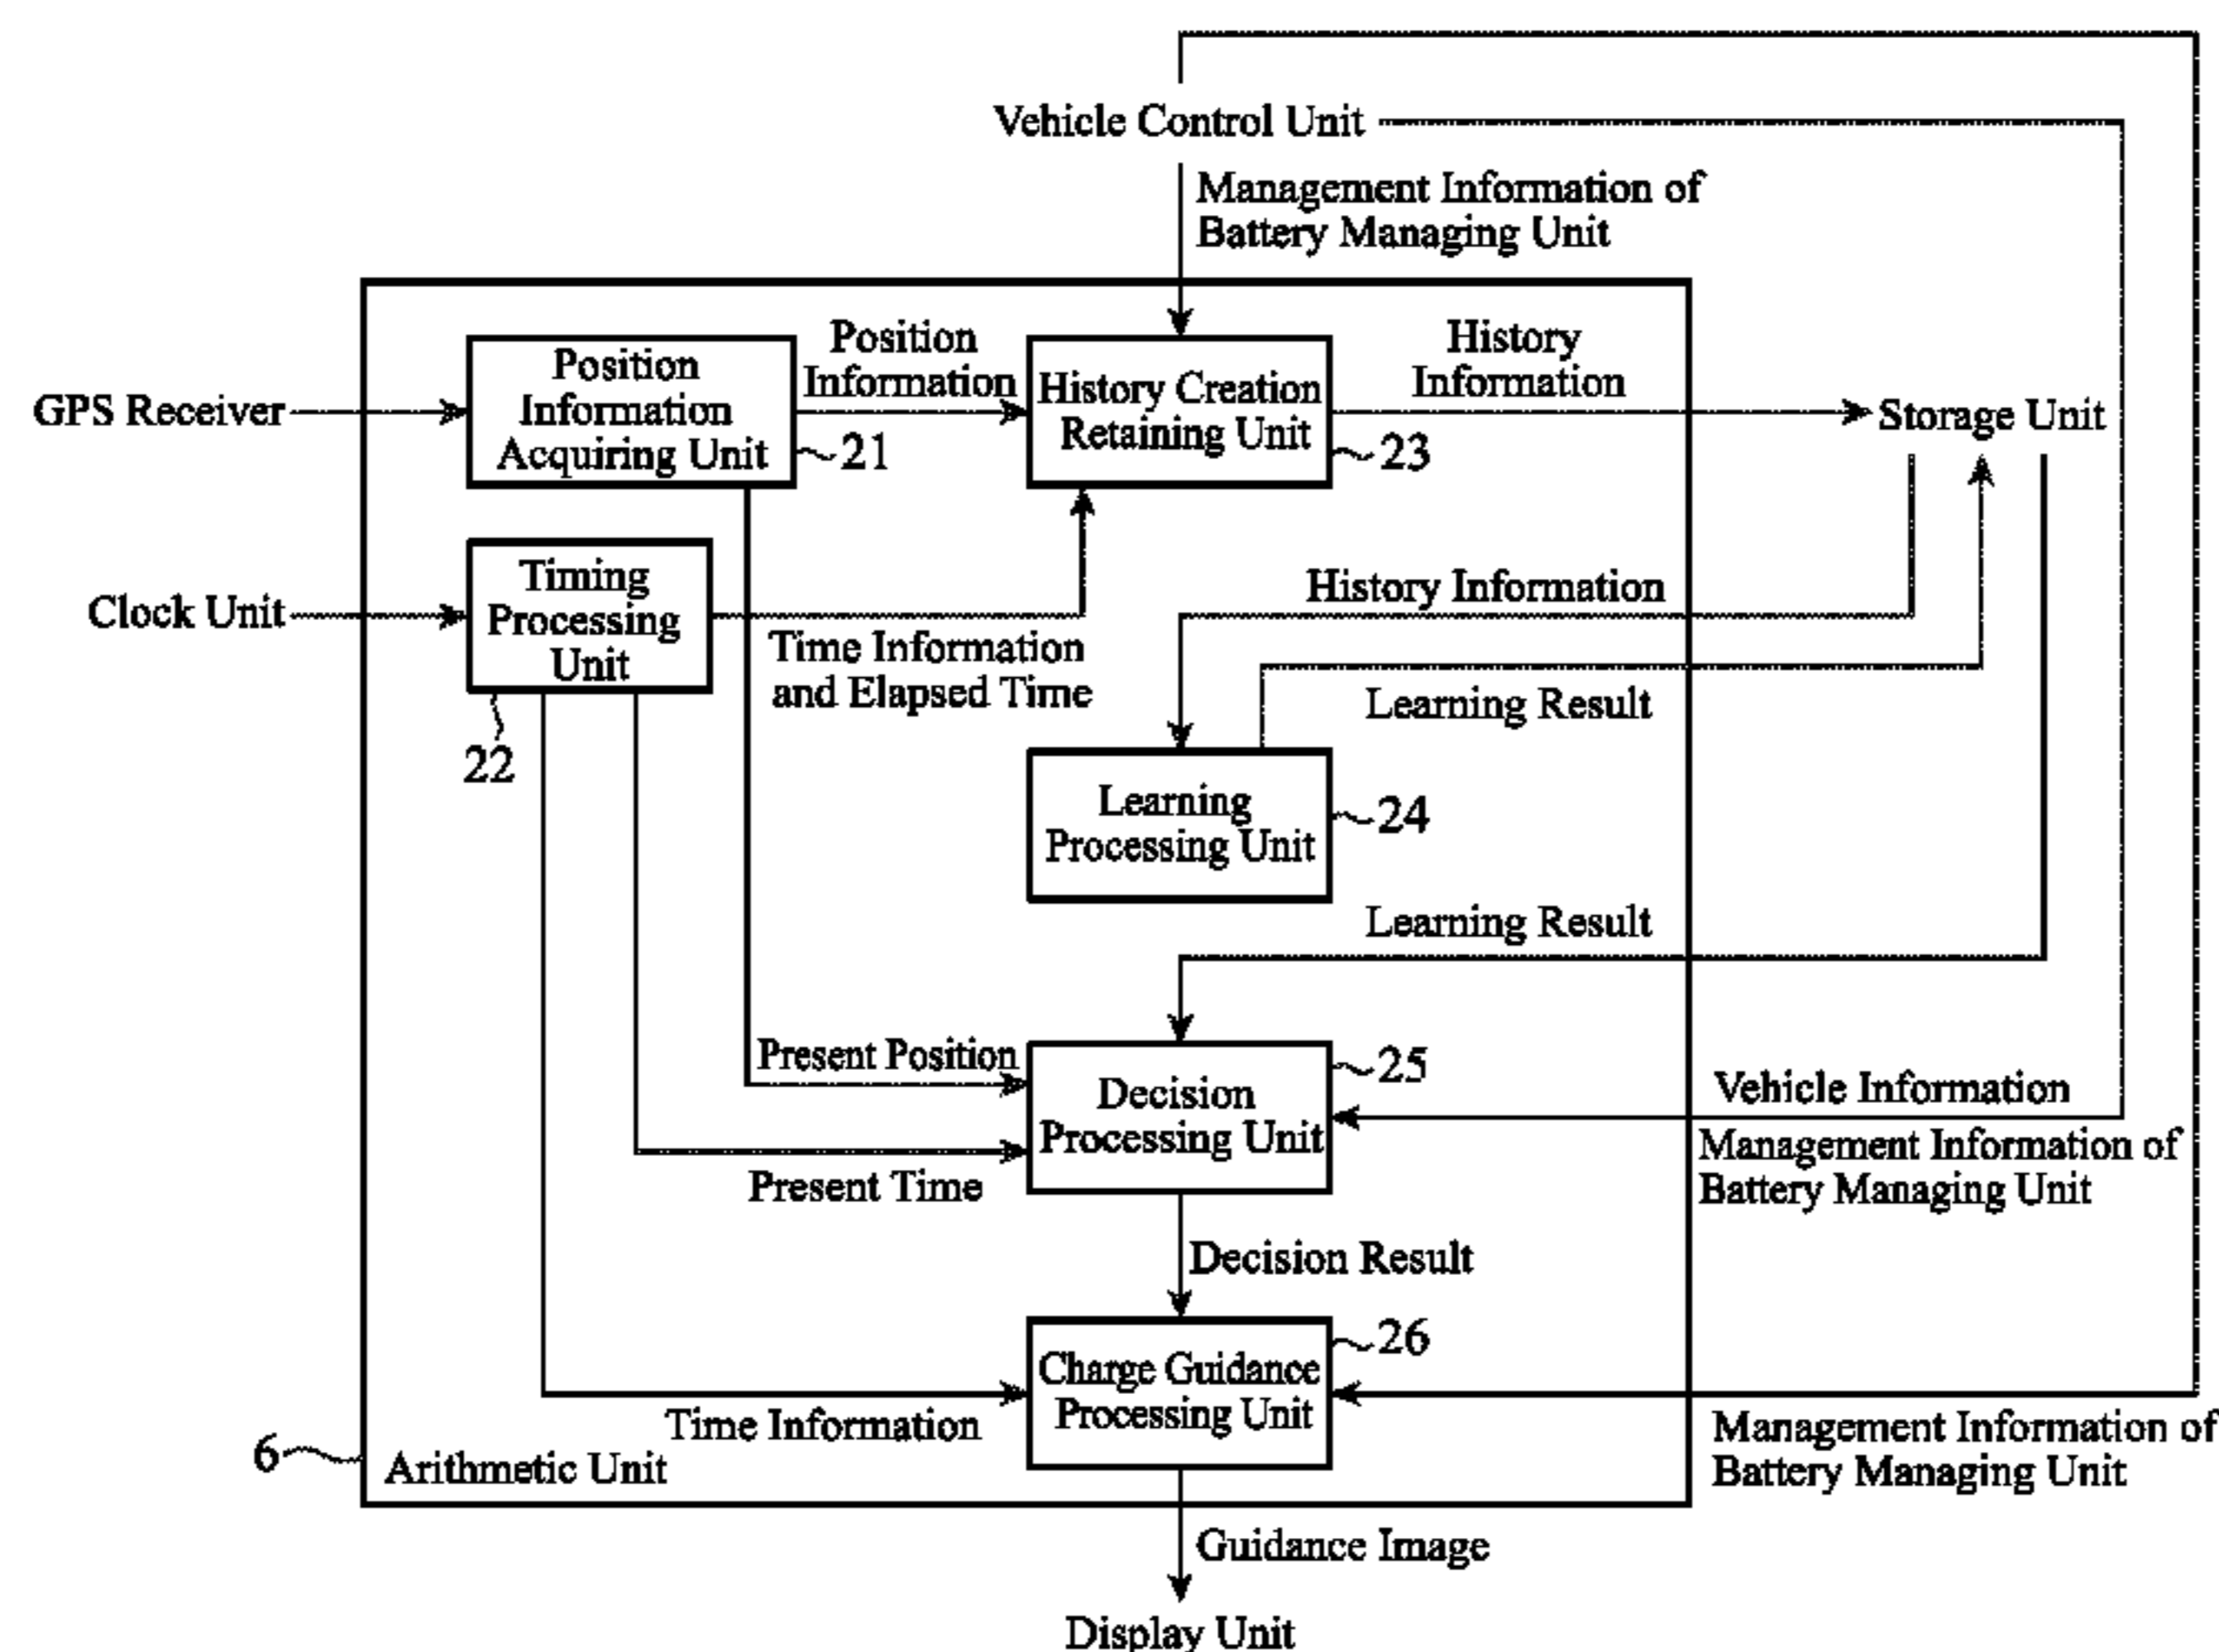 Vehicle Control Unit
Management Information of
Battery Managing Unit
Position
Information
Acquiring Unit
21
Position
Information
History Creation
Retaining Unit
23
History
Information
GPS Receiver
Storage Unit
Clock Unit
Timing
Processing
Unit
22
Time Information
and Elapsed Time
History Information
Learning Result
Learning
Processing Unit
24
Learning Result
Present Position
Decision
Processing Unit
25
Vehicle Information
Management Information of
Battery Managing Unit
Present Time
Decision Result
Charge Guidance
Processing Unit
26
Time Information
Management Information of
Battery Managing Unit
6
Arithmetic Unit
Guidance Image
Display Unit